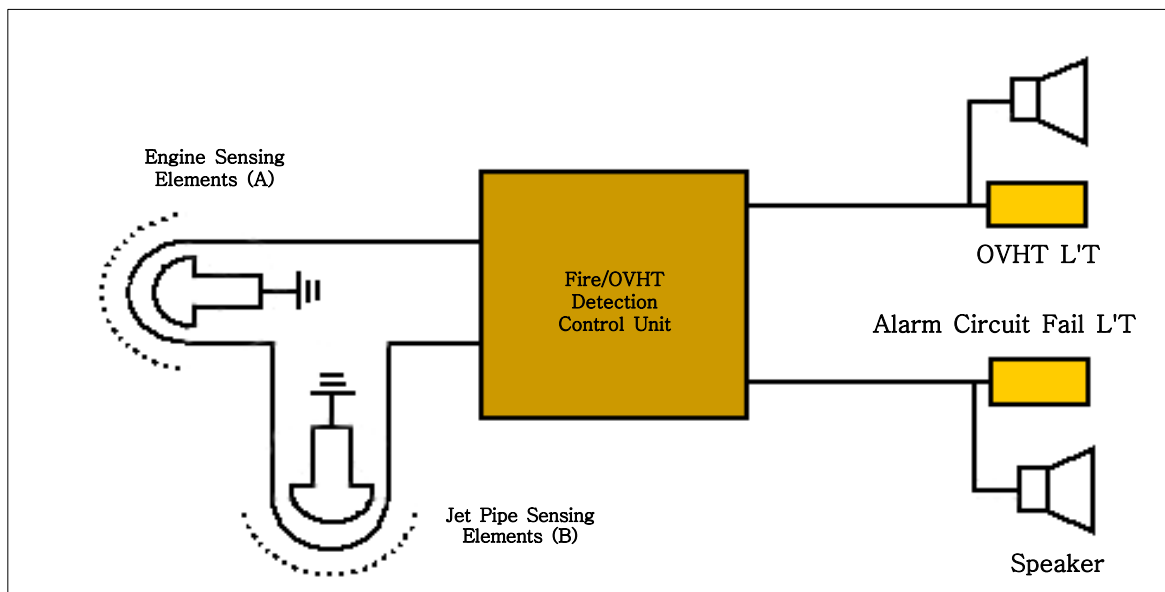 Engine Sensing
Elements (A)
Fire/OVHT
Detection
Control Unit
OVHT L'T
Alarm Circuit Fail L'T
Jet Pipe Sensing
Elements (B)
Speaker